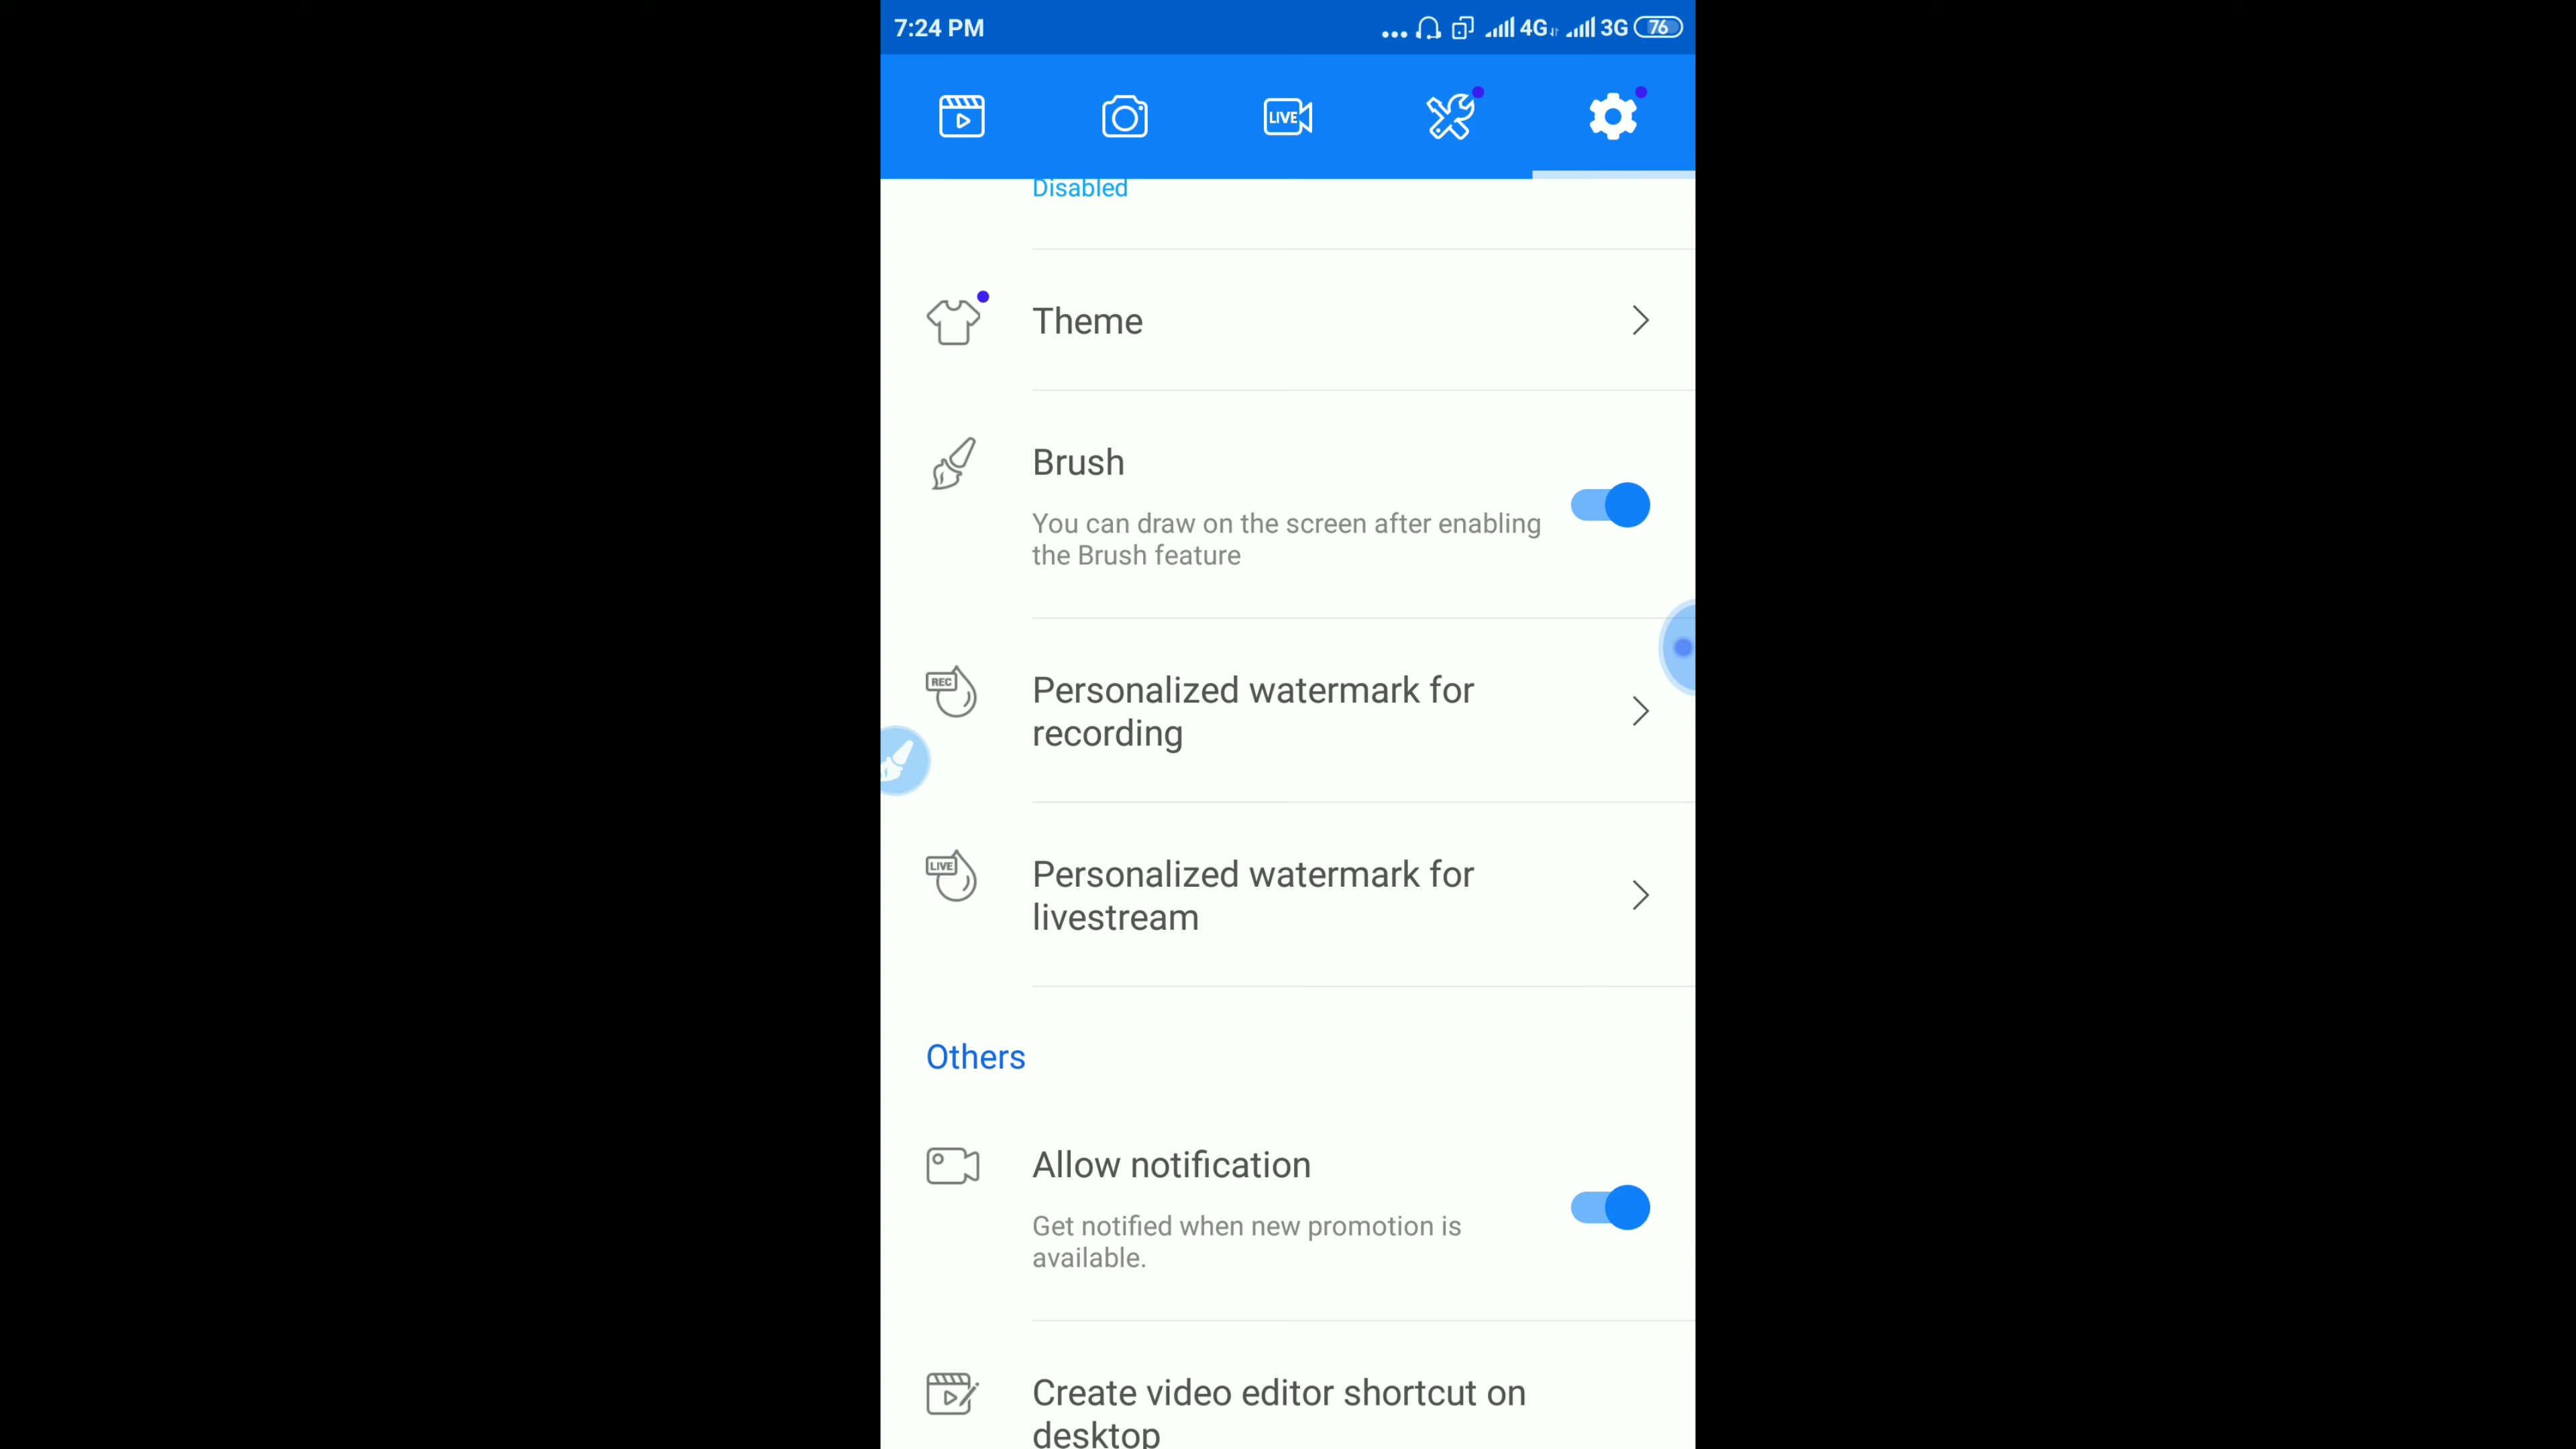 7:24 PM
4G
3G
76
LIVE
Disabled
Theme
Brush
You can draw on the screen after enabling
the Brush feature
REC
Personalized watermark for
recording
LIVE
Personalized watermark for
livestream
Others
Allow notification
Get notified when new promotion is
available.
Create video editor shortcut on
desktop